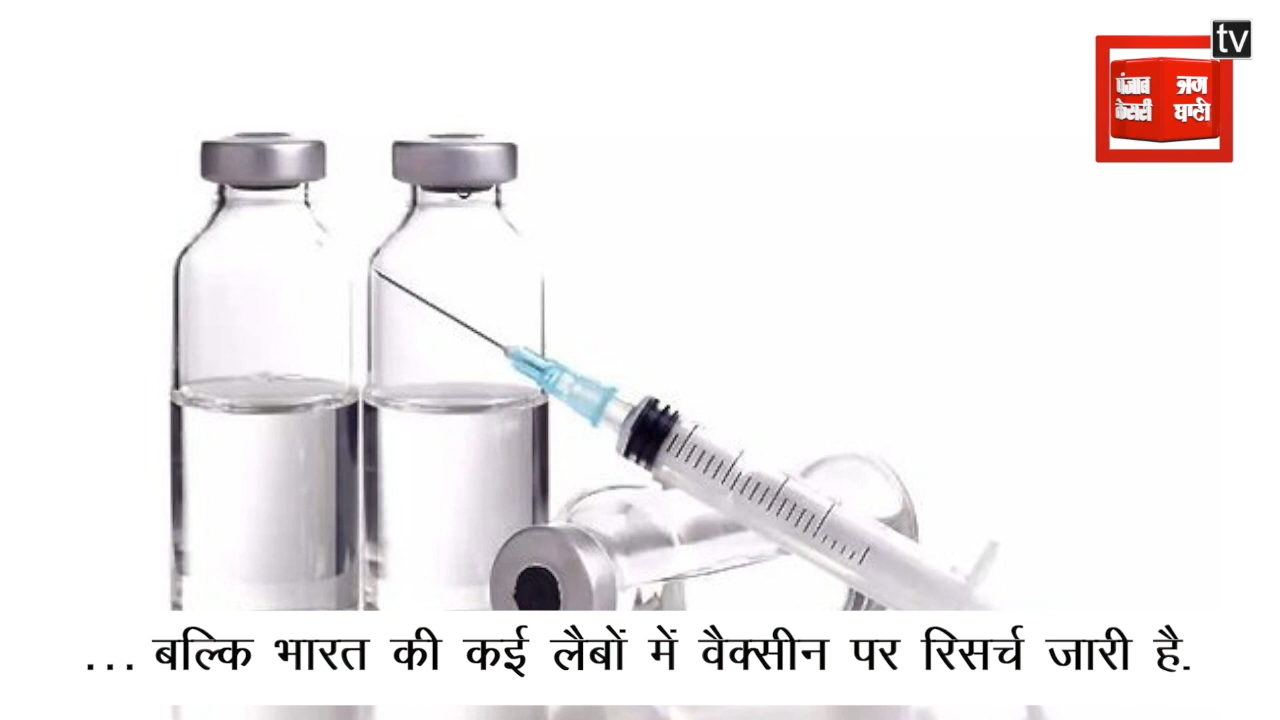 tv
पंजाब केसरी
जग बाणी
... बल्कि भारत की कई लैबों में वैक्सीन पर रिसर्च जारी है.